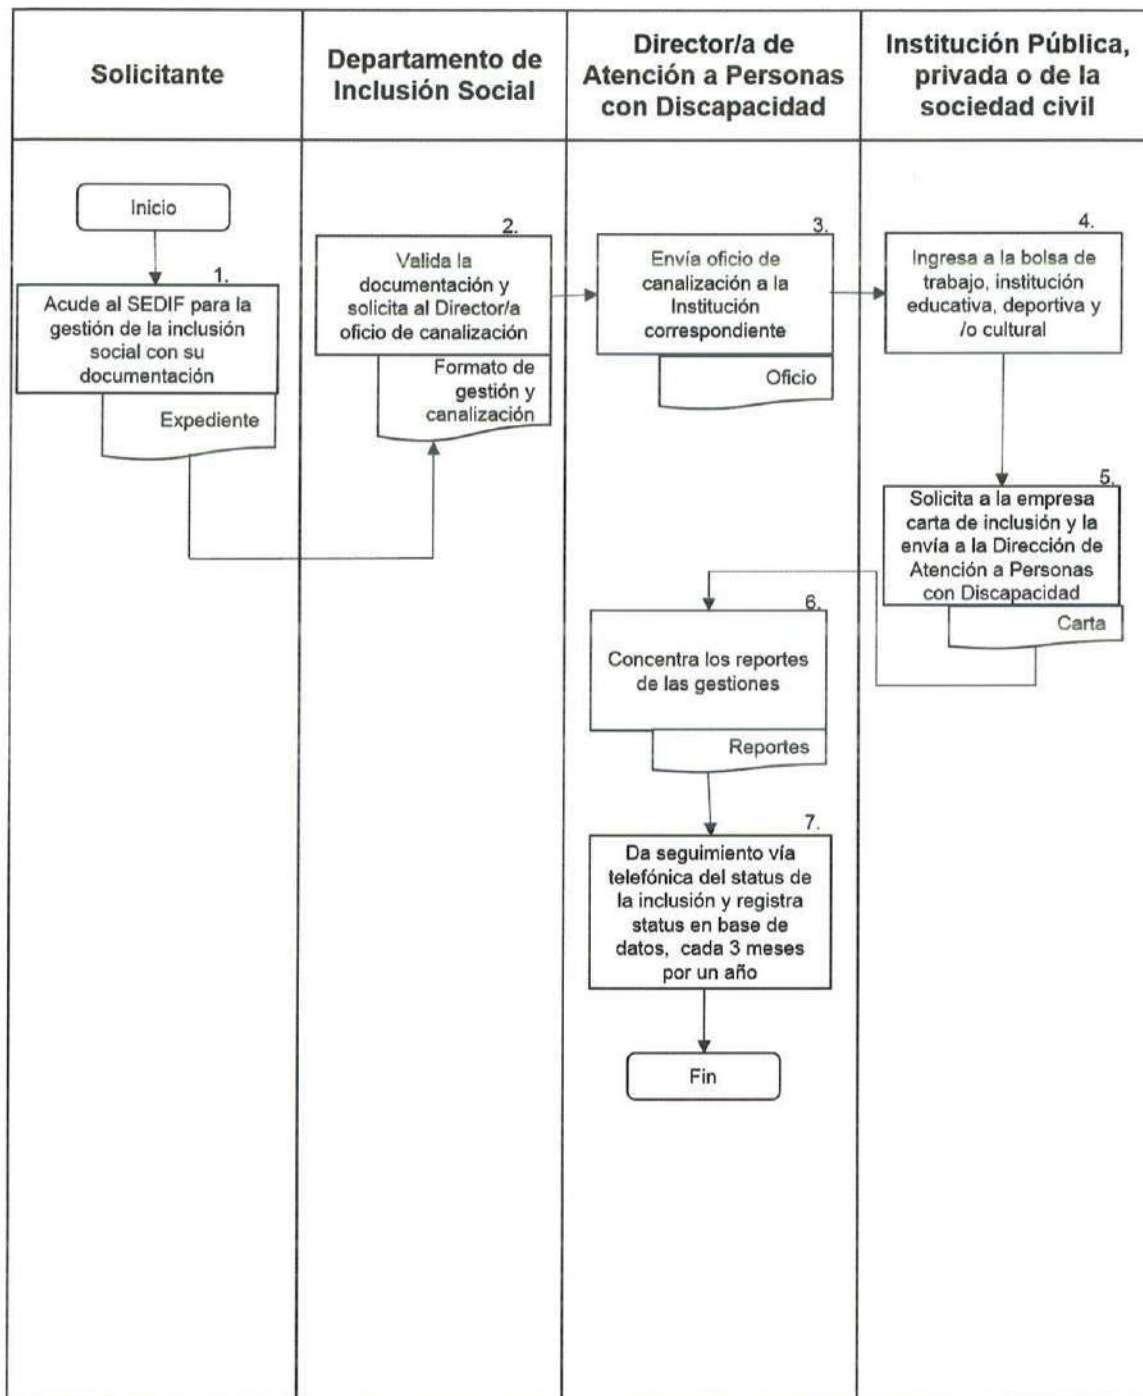 Solicitante
Departamento de
Inclusión Social
Director/a de
Atención a Personas
con Discapacidad
Institución Pública,
privada o de la
sociedad civil
Inicio
1.
Acude al SEDIF para la
gestión de la inclusión
social con su
documentación
Expediente
2.
Valida la
documentación y
solicita al Director/a
oficio de canalización
Formato de
gestión y
canalización
3.
Envía oficio de
canalización a la
Institución
correspondiente
Oficio
4.
Ingresa a la bolsa de
trabajo, institución
educativa, deportiva y
/o cultural
5.
Solicita a la empresa
carta de inclusión y la
envía a la Dirección de
Atención a Personas
con Discapacidad
Carta
6.
Concentra los reportes
de las gestiones
Reportes
7.
Da seguimiento vía
telefónica del status de
la inclusión y registra
status en base de
datos, cada 3 meses
por un año
Fin